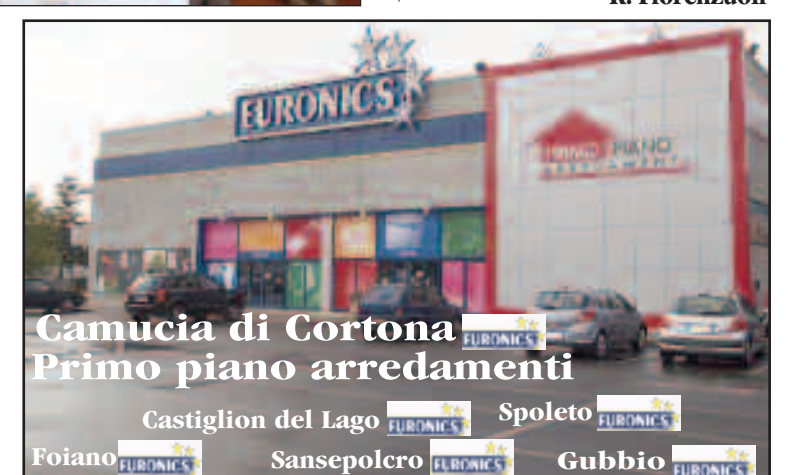 EURONICS
PRIMO PIANO
ARREDAMENTI
Camucia di Cortona EURONICS
Primo piano arredamenti
Castiglion del Lago EURONICS Spoleto EURONICS
Foiano EURONICS Sansepolcro EURONICS Gubbio EURONICS